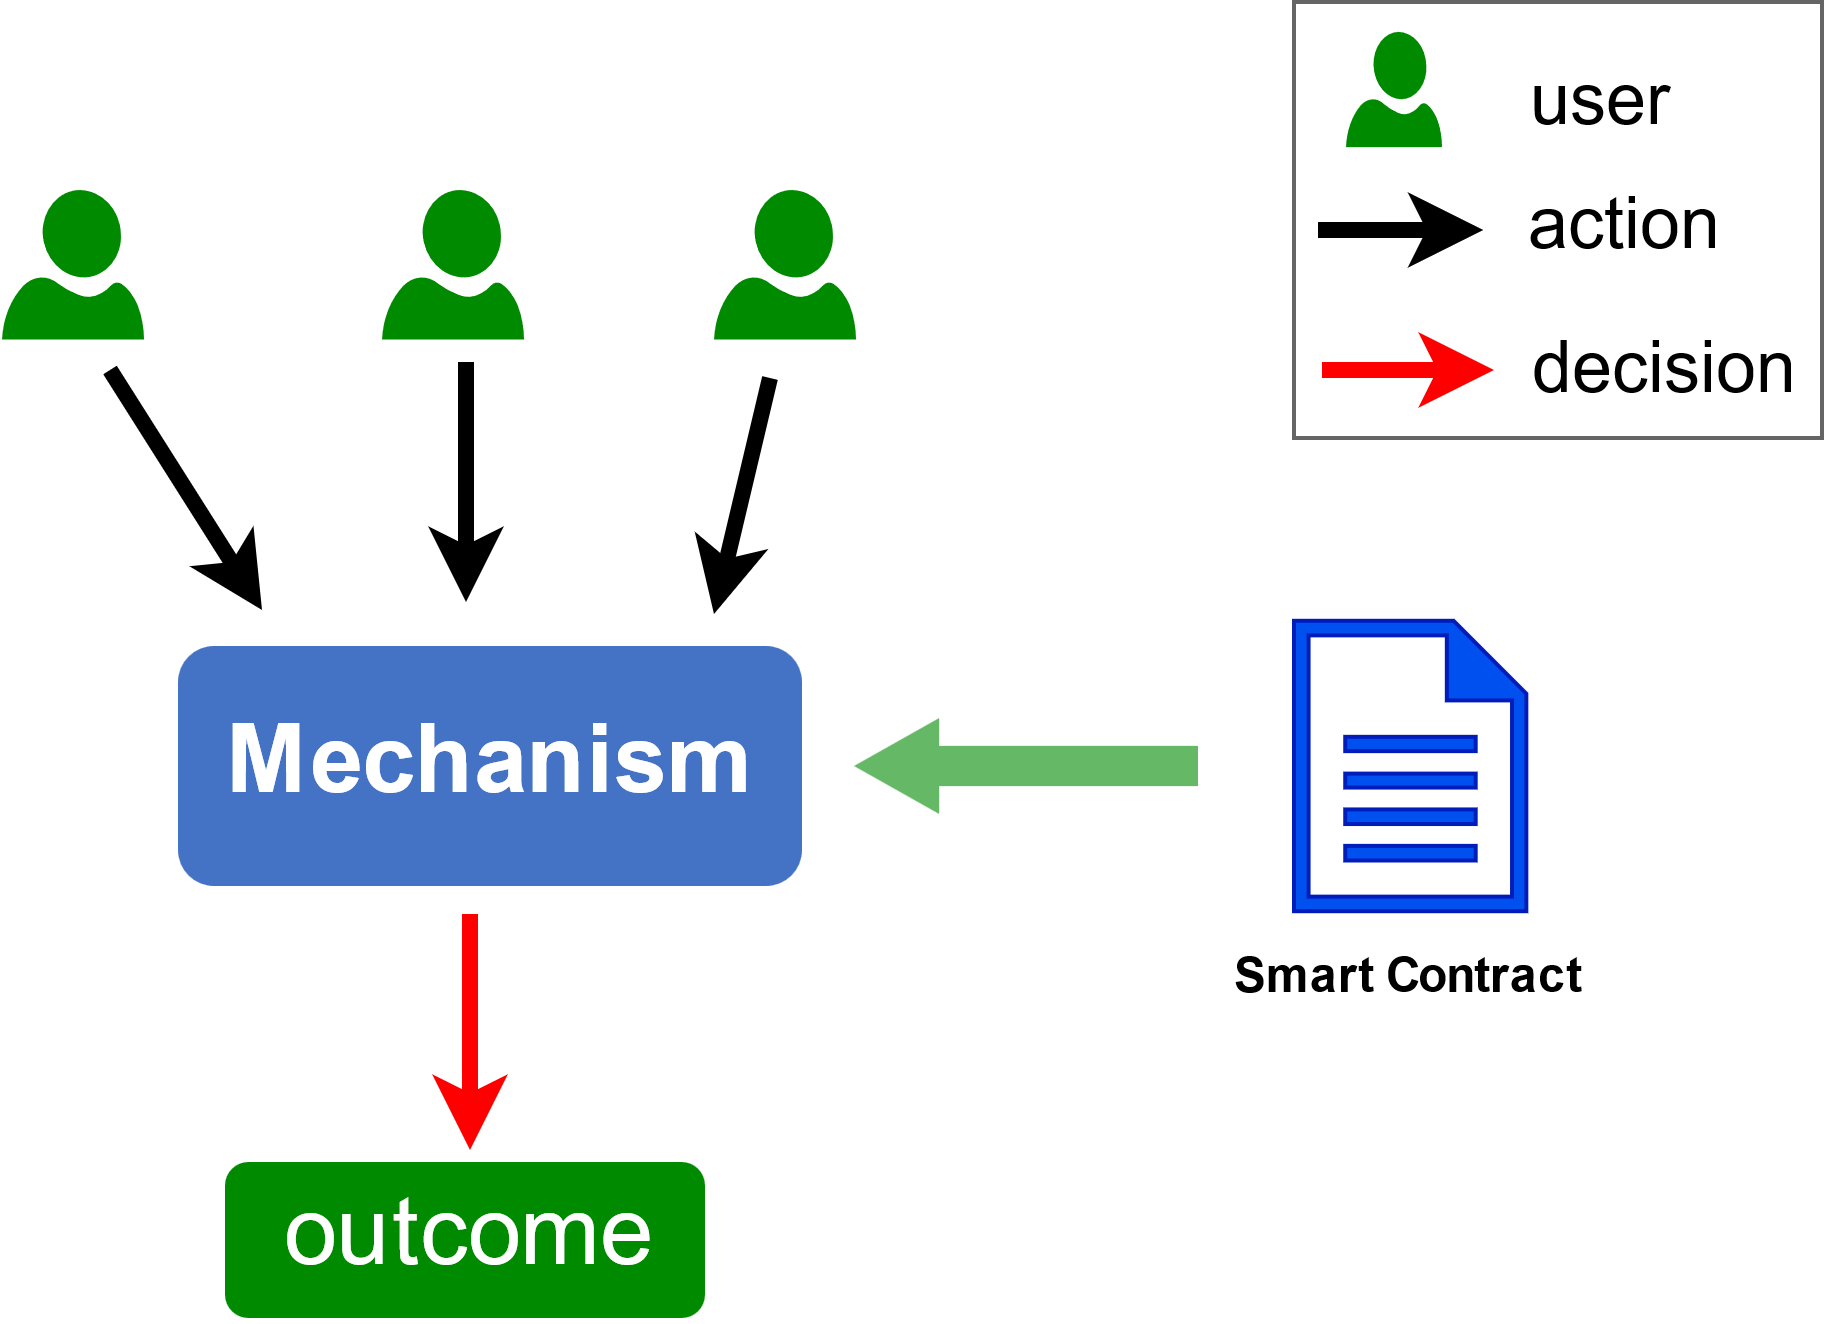 user
action
decision
Mechanism
Smart Contract
outcome